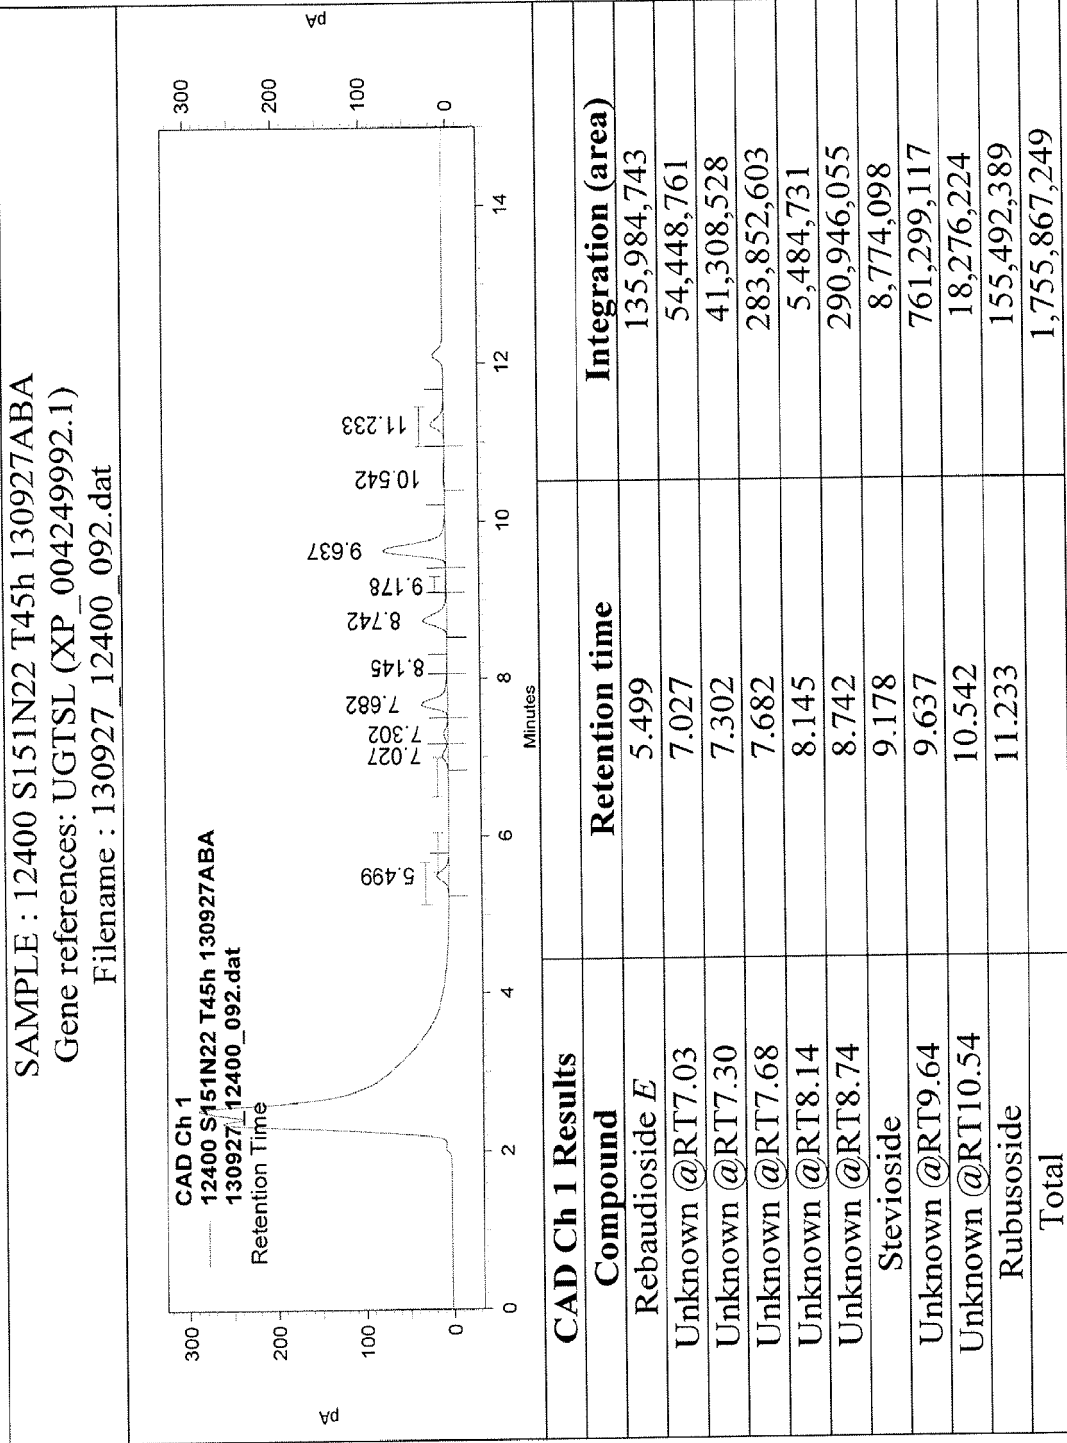 SAMPLE : 12400 S151N22 T45h 130927ABA
Gene references: UGTSL (XP_004249992.1)
Filename : 130927_12400_092.dat
CAD Ch 1
12400 S151N22 T45h 130927ABA
130927_12400_092.dat
Retention Time
pA
300
200
100
0
pA
300
200
100
0
5.499
7.027
7.302
7.682
8.145
8.742
9.178
9.637
10.542
11.233
0 2 4 6 8 10 12 14
Minutes
CAD Ch 1 Results
Compound Retention time Integration (area)
Rebaudioside E 5.499 135,984,743
Unknown @RT7.03 7.027 54,448,761
Unknown @RT7.30 7.302 41,308,528
Unknown @RT7.68 7.682 283,852,603
Unknown @RT8.14 8.145 5,484,731
Unknown @RT8.74 8.742 290,946,055
Stevioside 9.178 8,774,098
Unknown @RT9.64 9.637 761,299,117
Unknown @RT10.54 10.542 18,276,224
Rubusoside 11.233 155,492,389
Total 1,755,867,249